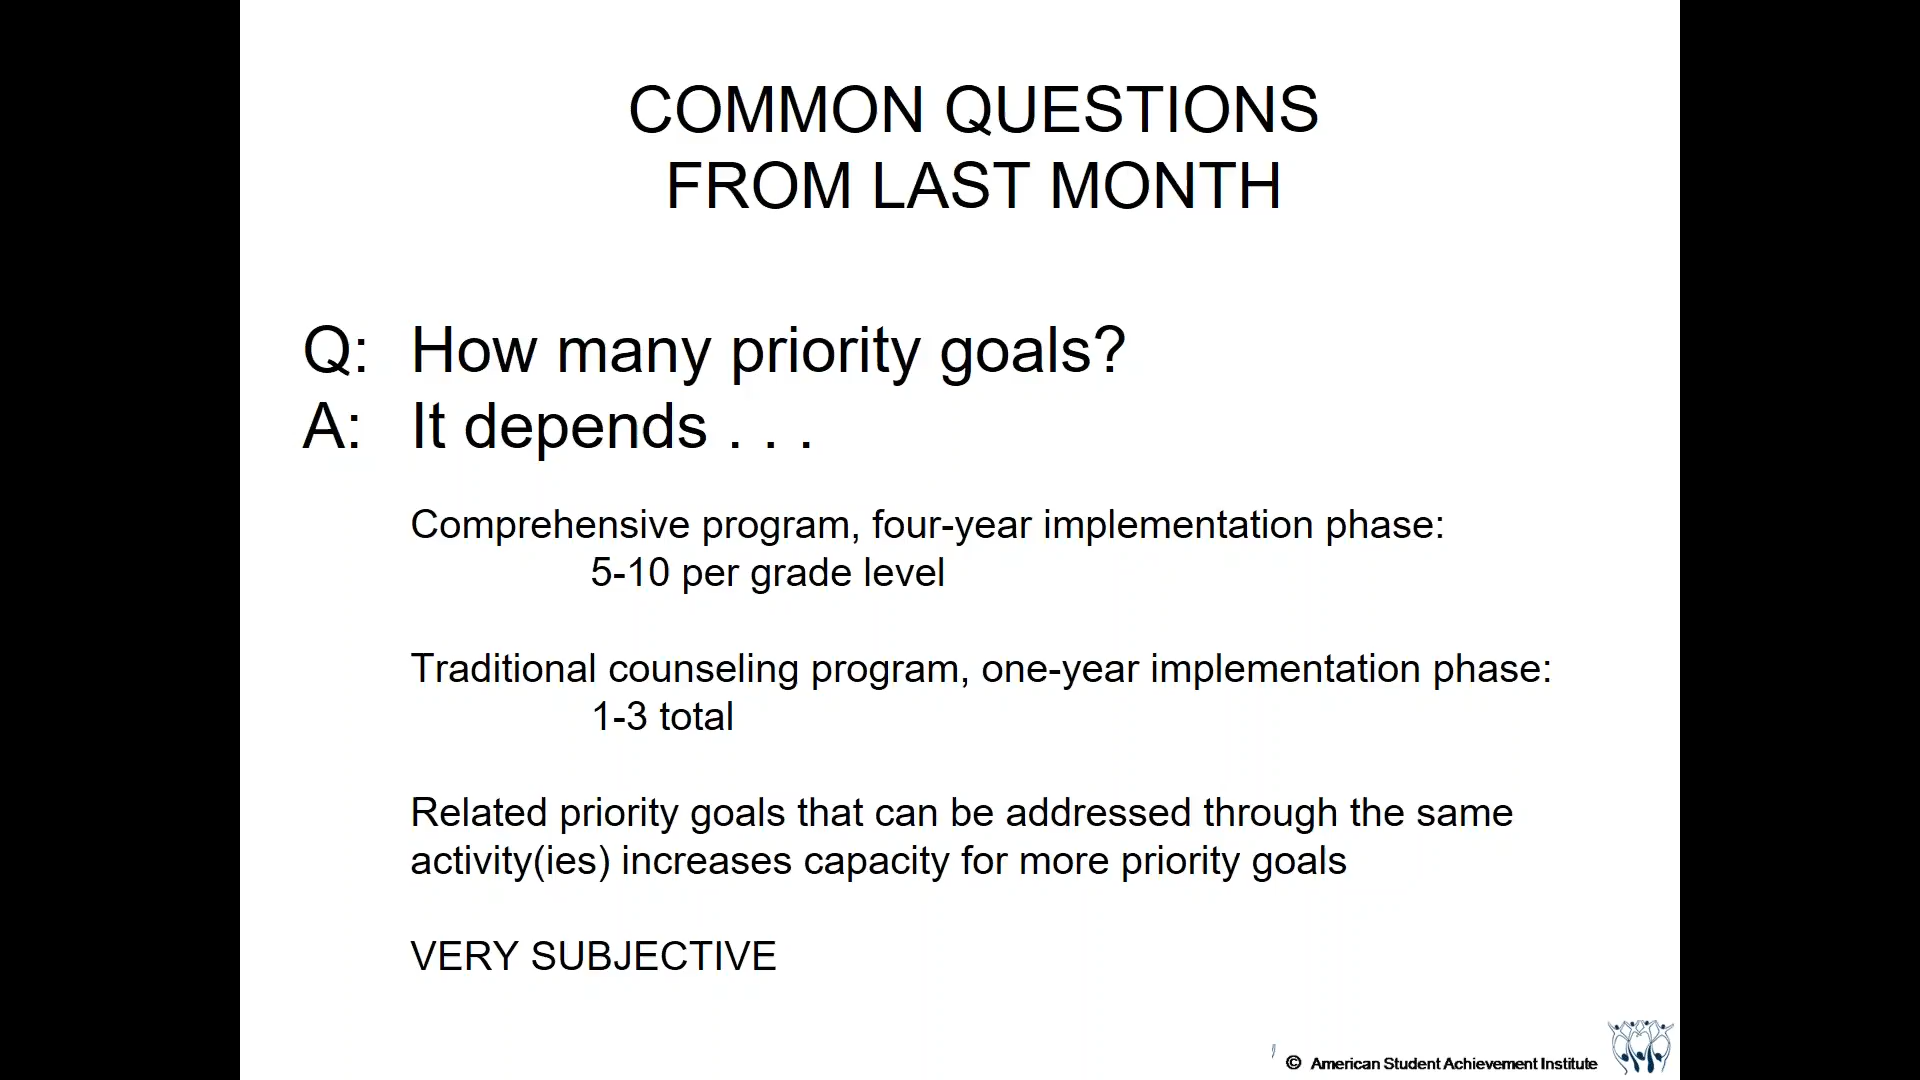 COMMON QUESTIONS
FROM LAST MONTH
Q: How many priority goals?
A: It depends . . .
Comprehensive program, four-year implementation phase:
5-10 per grade level
Traditional counseling program, one-year implementation phase:
1-3 total
Related priority goals that can be addressed through the same
activity(ies) increases capacity for more priority goals
VERY SUBJECTIVE
© American Student Achievement Institute